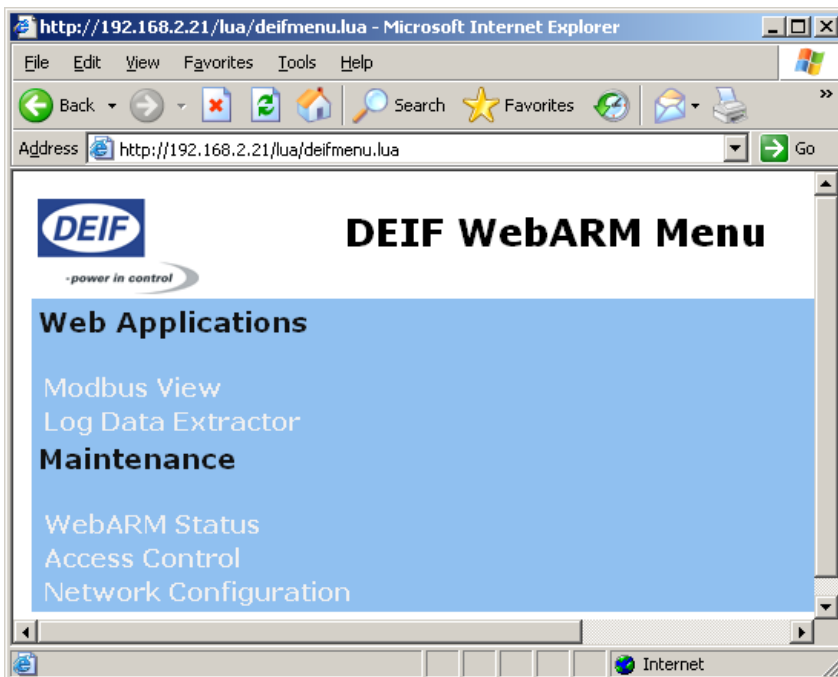 http://192.168.2.21/lua/deifmenu.lua - Microsoft Internet Explorer
File Edit View Favorites Tools Help
Back Search Favorites »
Address http://192.168.2.21/lua/deifmenu.lua Go
DEIF
-power in control
DEIF WebARM Menu
Web Applications
Modbus View
Log Data Extractor
Maintenance
WebARM Status
Access Control
Network Configuration
Internet